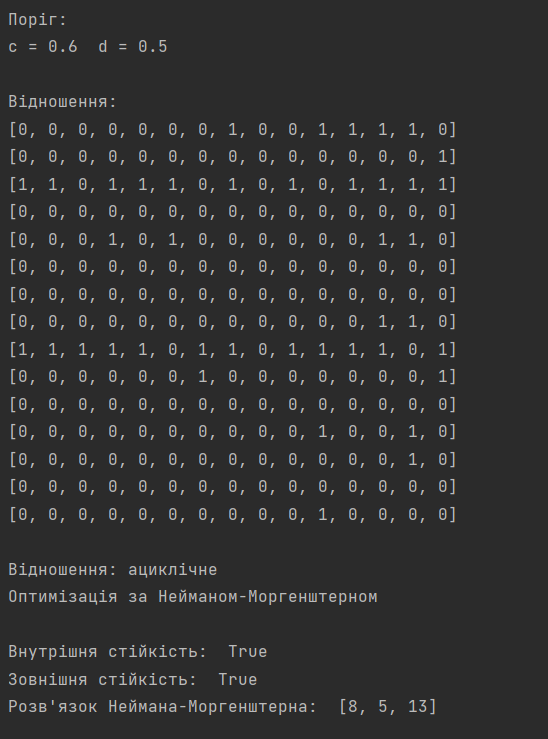 Поріг:
c = 0.6  d = 0.5
Відношення:
[0, 0, 0, 0, 0, 0, 0, 1, 0, 0, 1, 1, 1, 1, 0]
[0, 0, 0, 0, 0, 0, 0, 0, 0, 0, 0, 0, 0, 0, 1]
[1, 1, 0, 1, 1, 1, 0, 1, 0, 1, 0, 1, 1, 1, 1]
[0, 0, 0, 0, 0, 0, 0, 0, 0, 0, 0, 0, 0, 0, 0]
[0, 0, 0, 1, 0, 1, 0, 0, 0, 0, 0, 0, 1, 1, 0]
[0, 0, 0, 0, 0, 0, 0, 0, 0, 0, 0, 0, 0, 0, 0]
[0, 0, 0, 0, 0, 0, 0, 0, 0, 0, 0, 0, 0, 0, 0]
[0, 0, 0, 0, 0, 0, 0, 0, 0, 0, 0, 0, 1, 1, 0]
[1, 1, 1, 1, 1, 0, 1, 1, 0, 1, 1, 1, 1, 0, 1]
[0, 0, 0, 0, 0, 0, 1, 0, 0, 0, 0, 0, 0, 0, 1]
[0, 0, 0, 0, 0, 0, 0, 0, 0, 0, 0, 0, 0, 0, 0]
[0, 0, 0, 0, 0, 0, 0, 0, 0, 0, 1, 0, 0, 1, 0]
[0, 0, 0, 0, 0, 0, 0, 0, 0, 0, 0, 0, 0, 1, 0]
[0, 0, 0, 0, 0, 0, 0, 0, 0, 0, 0, 0, 0, 0, 0]
[0, 0, 0, 0, 0, 0, 0, 0, 0, 0, 1, 0, 0, 0, 0]
Відношення: ациклічне
Оптимізація за Нейманом-Моргенштерном
Внутрішня стійкість:  True
Зовнішня стійкість:  True
Розв'язок Неймана-Моргенштерна:  [8, 5, 13]